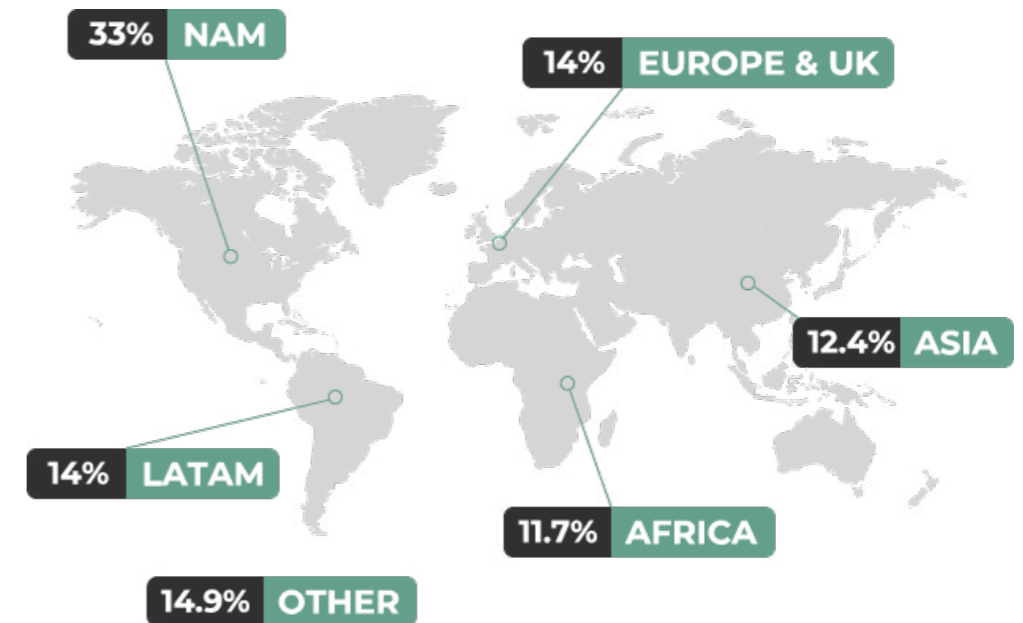 33% NAM
14% EUROPE & UK
12.4% ASIA
14% LATAM
11.7% AFRICA
14.9% OTHER